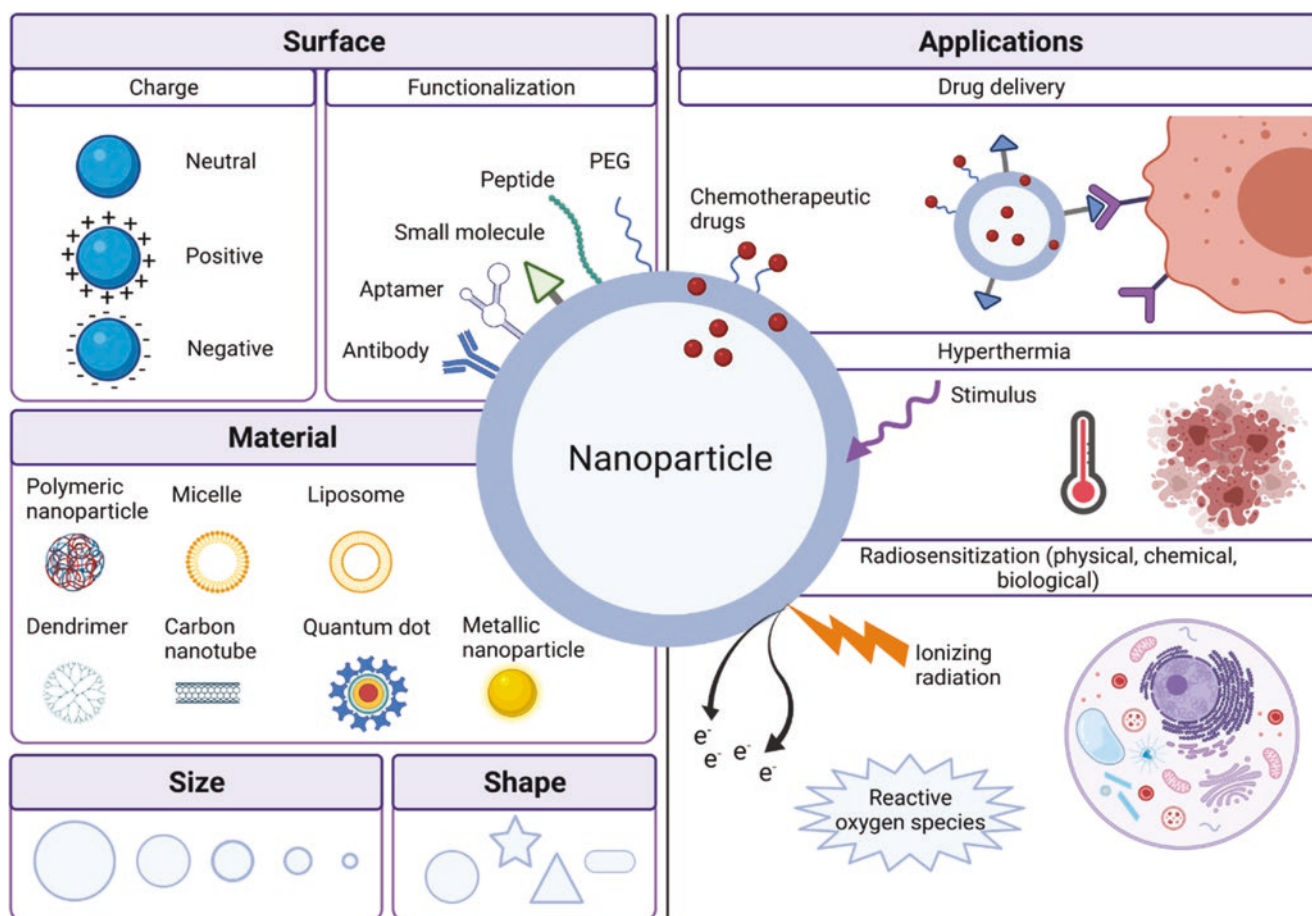 Surface
Charge
Neutral
Positive
Negative
Functionalization
PEG
Peptide
Small molecule
Aptamer
Antibody
Material
Polymeric
nanoparticle
Micelle
Liposome
Dendrimer
Carbon
nanotube
Quantum dot
Metallic
nanoparticle
Size
Shape
Nanoparticle
Applications
Drug delivery
Chemotherapeutic
drugs
Hyperthermia
Stimulus
Radiosensitization (physical, chemical,
biological)
Ionizing
radiation
e⁻
e⁻
e⁻
e⁻
Reactive
oxygen species